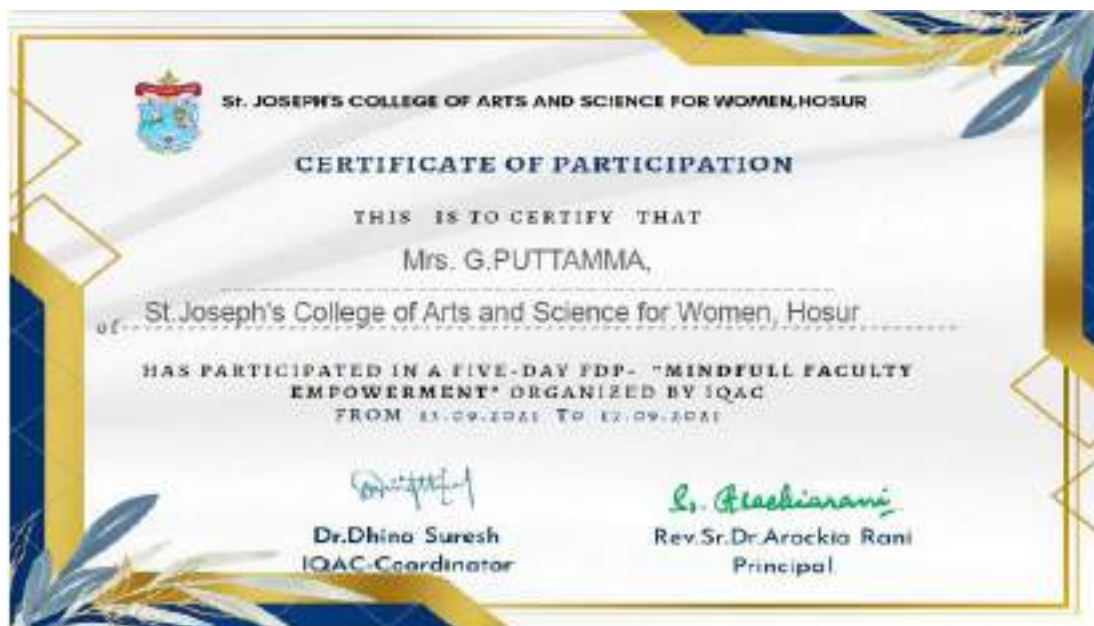 St. JOSEPH'S COLLEGE OF ARTS AND SCIENCE FOR WOMEN,HOSUR
CERTIFICATE OF PARTICIPATION
THIS IS TO CERTIFY THAT
Mrs. G.PUTTAMMA,
of St.Joseph's College of Arts and Science for Women, Hosur
HAS PARTICIPATED IN A FIVE-DAY FDP- "MINDFULL FACULTY
EMPOWERMENT" ORGANIZED BY IQAC
FROM TO
Dr.Dhina Suresh
IQAC-Coordinator
Rev.Sr.Dr.Arockia Rani
Principal